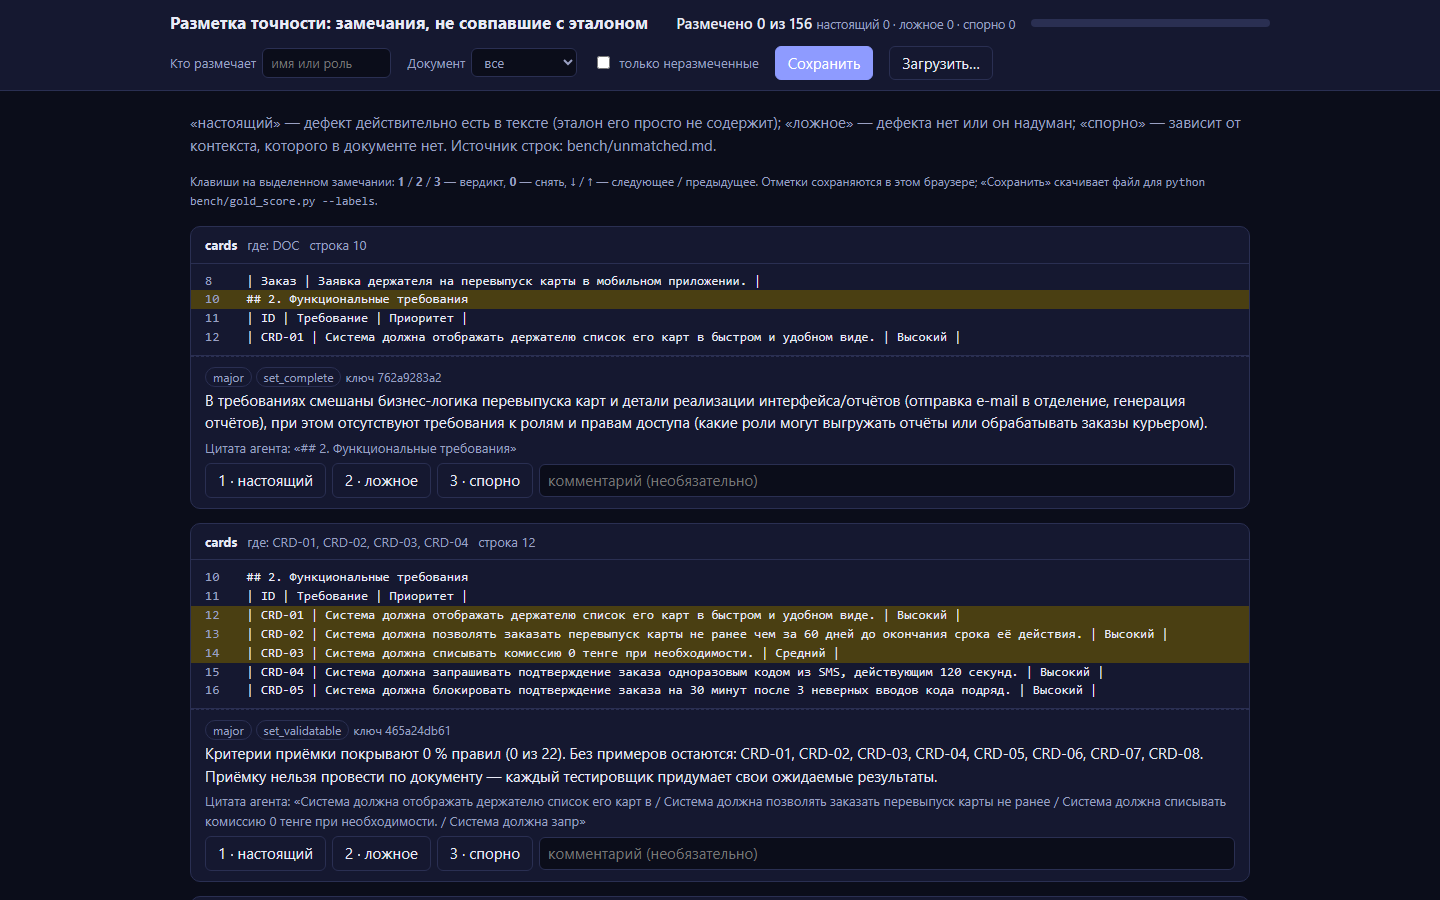 Разметка точности: замечания, не совпавшие с эталоном
Размечено 0 из 156 настоящий 0 · ложное 0 · спорно 0
Кто размечает имя или роль Документ все только неразмеченные Сохранить Загрузить...
«настоящий» — дефект действительно есть в тексте (эталон его просто не содержит); «ложное» — дефекта нет или он надуман; «спорно» — зависит от
контекста, которого в документе нет. Источник строк: bench/unmatched.md.
Клавиши на выделенном замечании: 1 / 2 / 3 — вердикт, 0 — снять, ↓ / ↑ — следующее / предыдущее. Отметки сохраняются в этом браузере; «Сохранить» скачивает файл для python
bench/gold_score.py --labels.
cards где: DOC строка 10
8 | Заказ | Заявка держателя на перевыпуск карты в мобильном приложении. |
10 ## 2. Функциональные требования
11 | ID | Требование | Приоритет |
12 | CRD-01 | Система должна отображать держателю список его карт в быстром и удобном виде. | Высокий |
major set_complete ключ 762a9283a2
В требованиях смешаны бизнес-логика перевыпуска карт и детали реализации интерфейса/отчётов (отправка e-mail в отделение, генерация
отчётов), при этом отсутствуют требования к ролям и правам доступа (какие роли могут выгружать отчёты или обрабатывать заказы курьером).
Цитата агента: «## 2. Функциональные требования»
1 · настоящий 2 · ложное 3 · спорно комментарий (необязательно)
cards где: CRD-01, CRD-02, CRD-03, CRD-04 строка 12
10 ## 2. Функциональные требования
11 | ID | Требование | Приоритет |
12 | CRD-01 | Система должна отображать держателю список его карт в быстром и удобном виде. | Высокий |
13 | CRD-02 | Система должна позволять заказать перевыпуск карты не ранее чем за 60 дней до окончания срока её действия. | Высокий |
14 | CRD-03 | Система должна списывать комиссию 0 тенге при необходимости. | Средний |
15 | CRD-04 | Система должна запрашивать подтверждение заказа одноразовым кодом из SMS, действующим 120 секунд. | Высокий |
16 | CRD-05 | Система должна блокировать подтверждение заказа на 30 минут после 3 неверных вводов кода подряд. | Высокий |
major set_validatable ключ 465a24db61
Критерии приёмки покрывают 0 % правил (0 из 22). Без примеров остаются: CRD-01, CRD-02, CRD-03, CRD-04, CRD-05, CRD-06, CRD-07, CRD-08.
Приёмку нельзя провести по документу — каждый тестировщик придумает свои ожидаемые результаты.
Цитата агента: «Система должна отображать держателю список его карт в / Система должна позволять заказать перевыпуск карты не ранее / Система должна списывать
комиссию 0 тенге при необходимости. / Система должна запр»
1 · настоящий 2 · ложное 3 · спорно комментарий (необязательно)